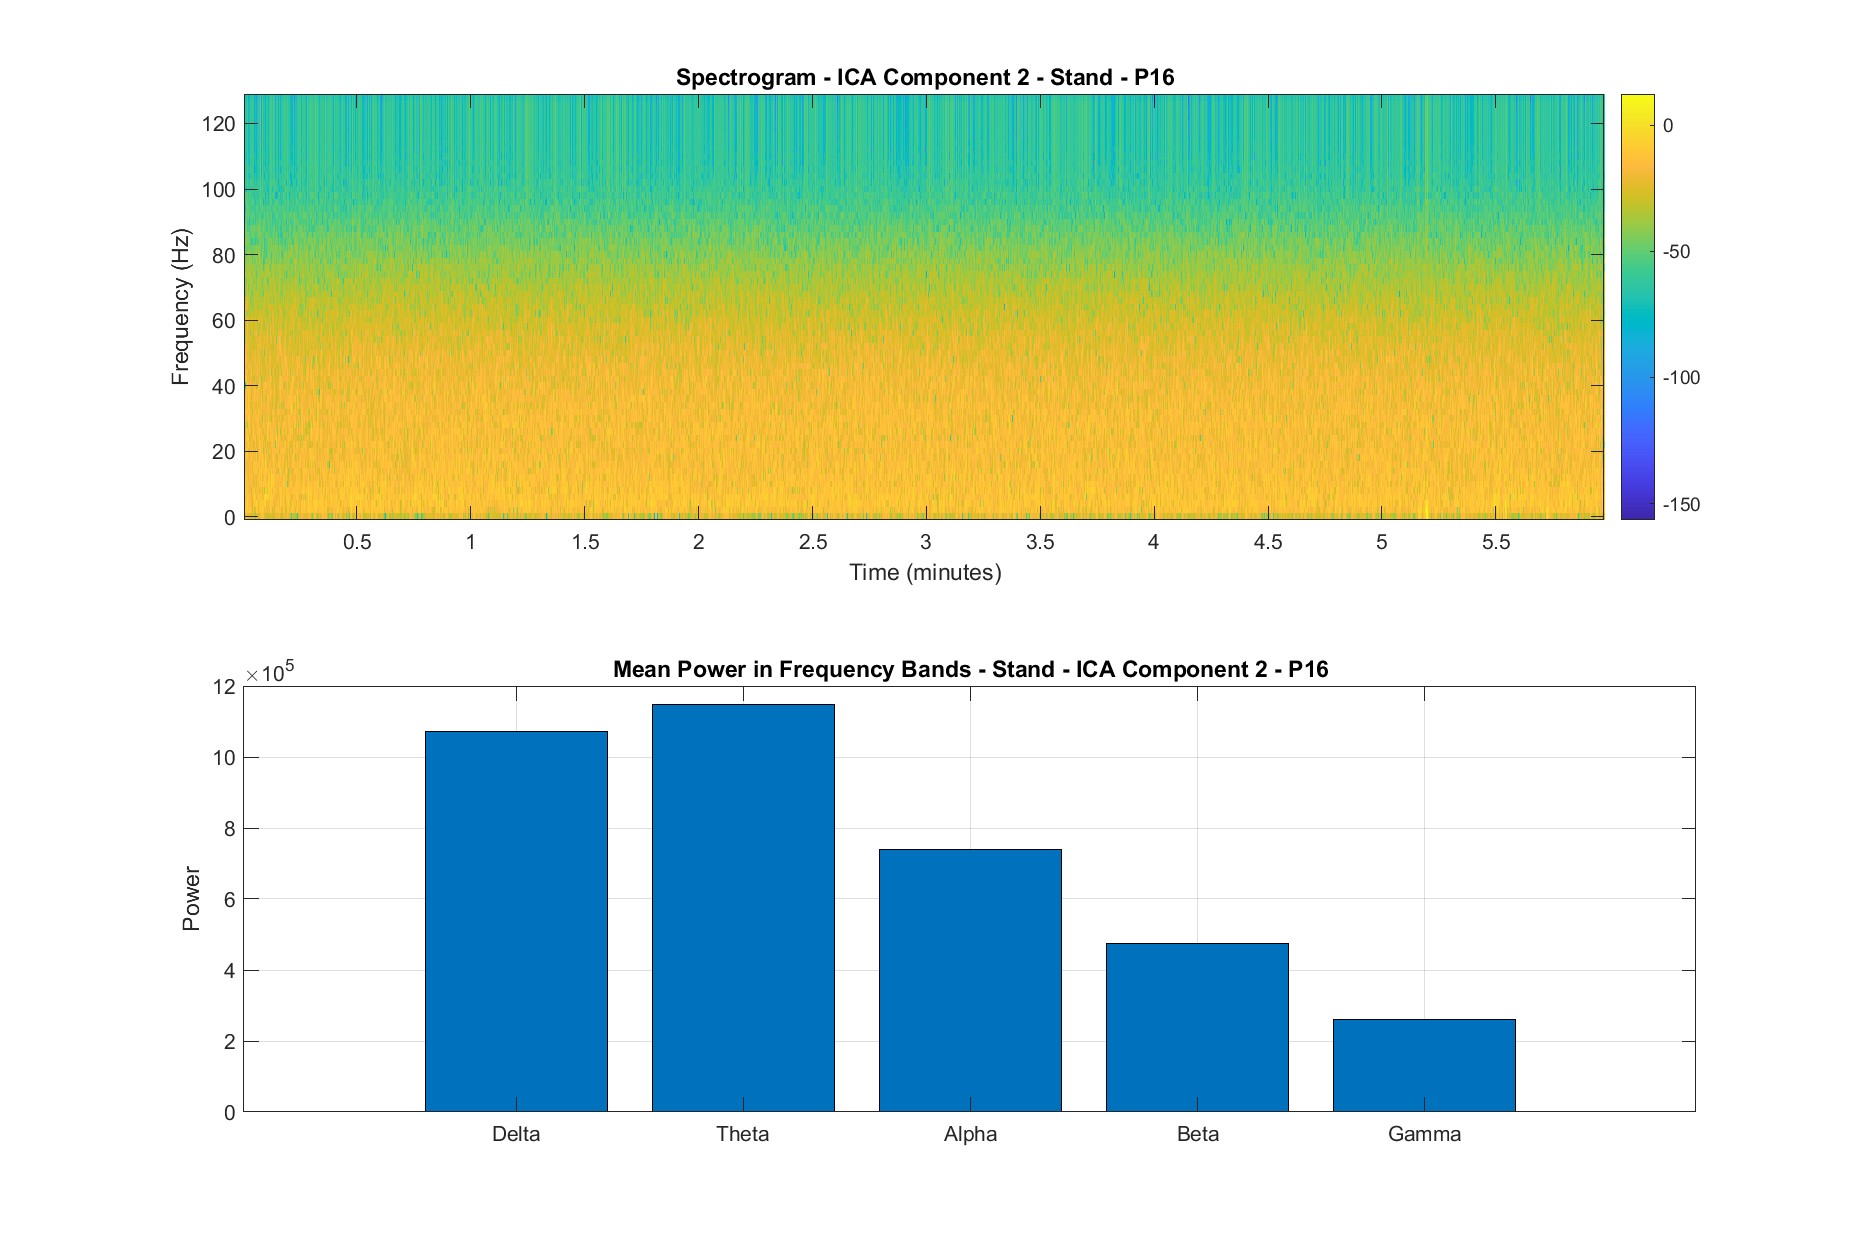 Spectrogram - ICA Component 2 - Stand - P16
120
100
80
60
40
20
0
Frequency (Hz)
0.5 1 1.5 2 2.5 3 3.5 4 4.5 5 5.5
Time (minutes)
0
-50
-100
-150
×10^5
Mean Power in Frequency Bands - Stand - ICA Component 2 - P16
12
10
8
6
4
2
0
Power
Delta Theta Alpha Beta Gamma